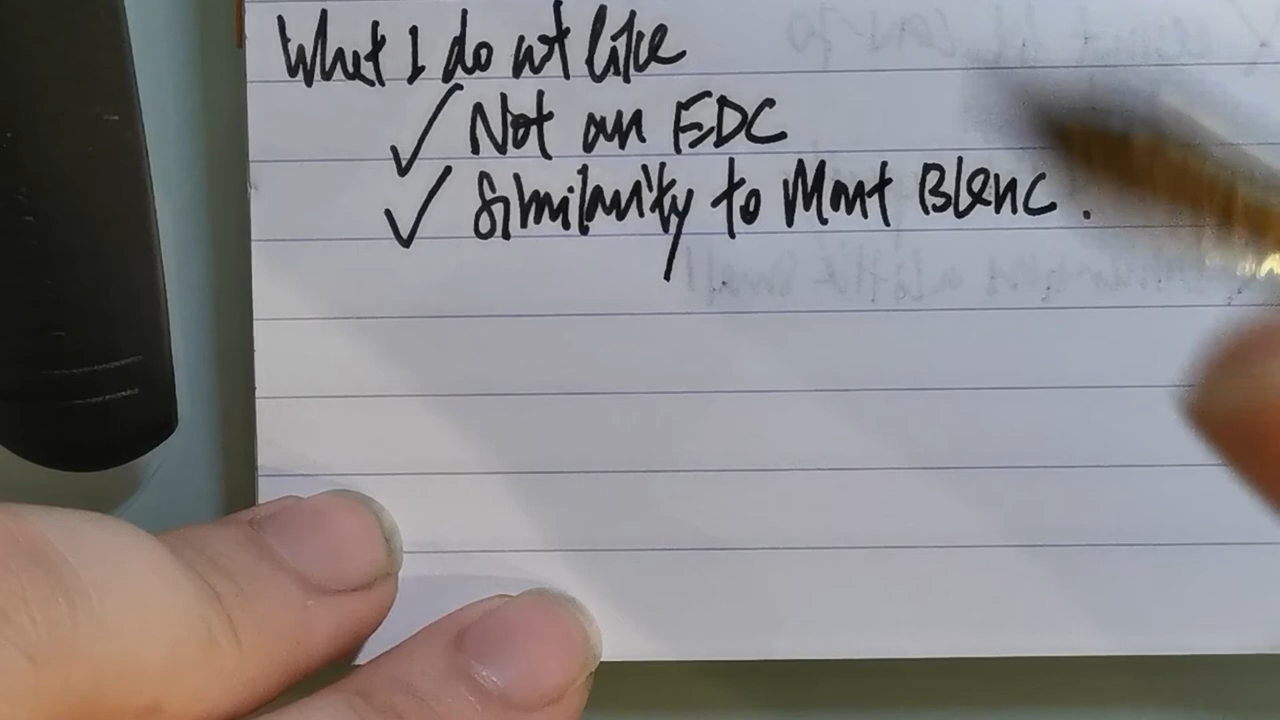 What I do not like
✓ Not an EDC
✓ Similarity to Mont Blanc.